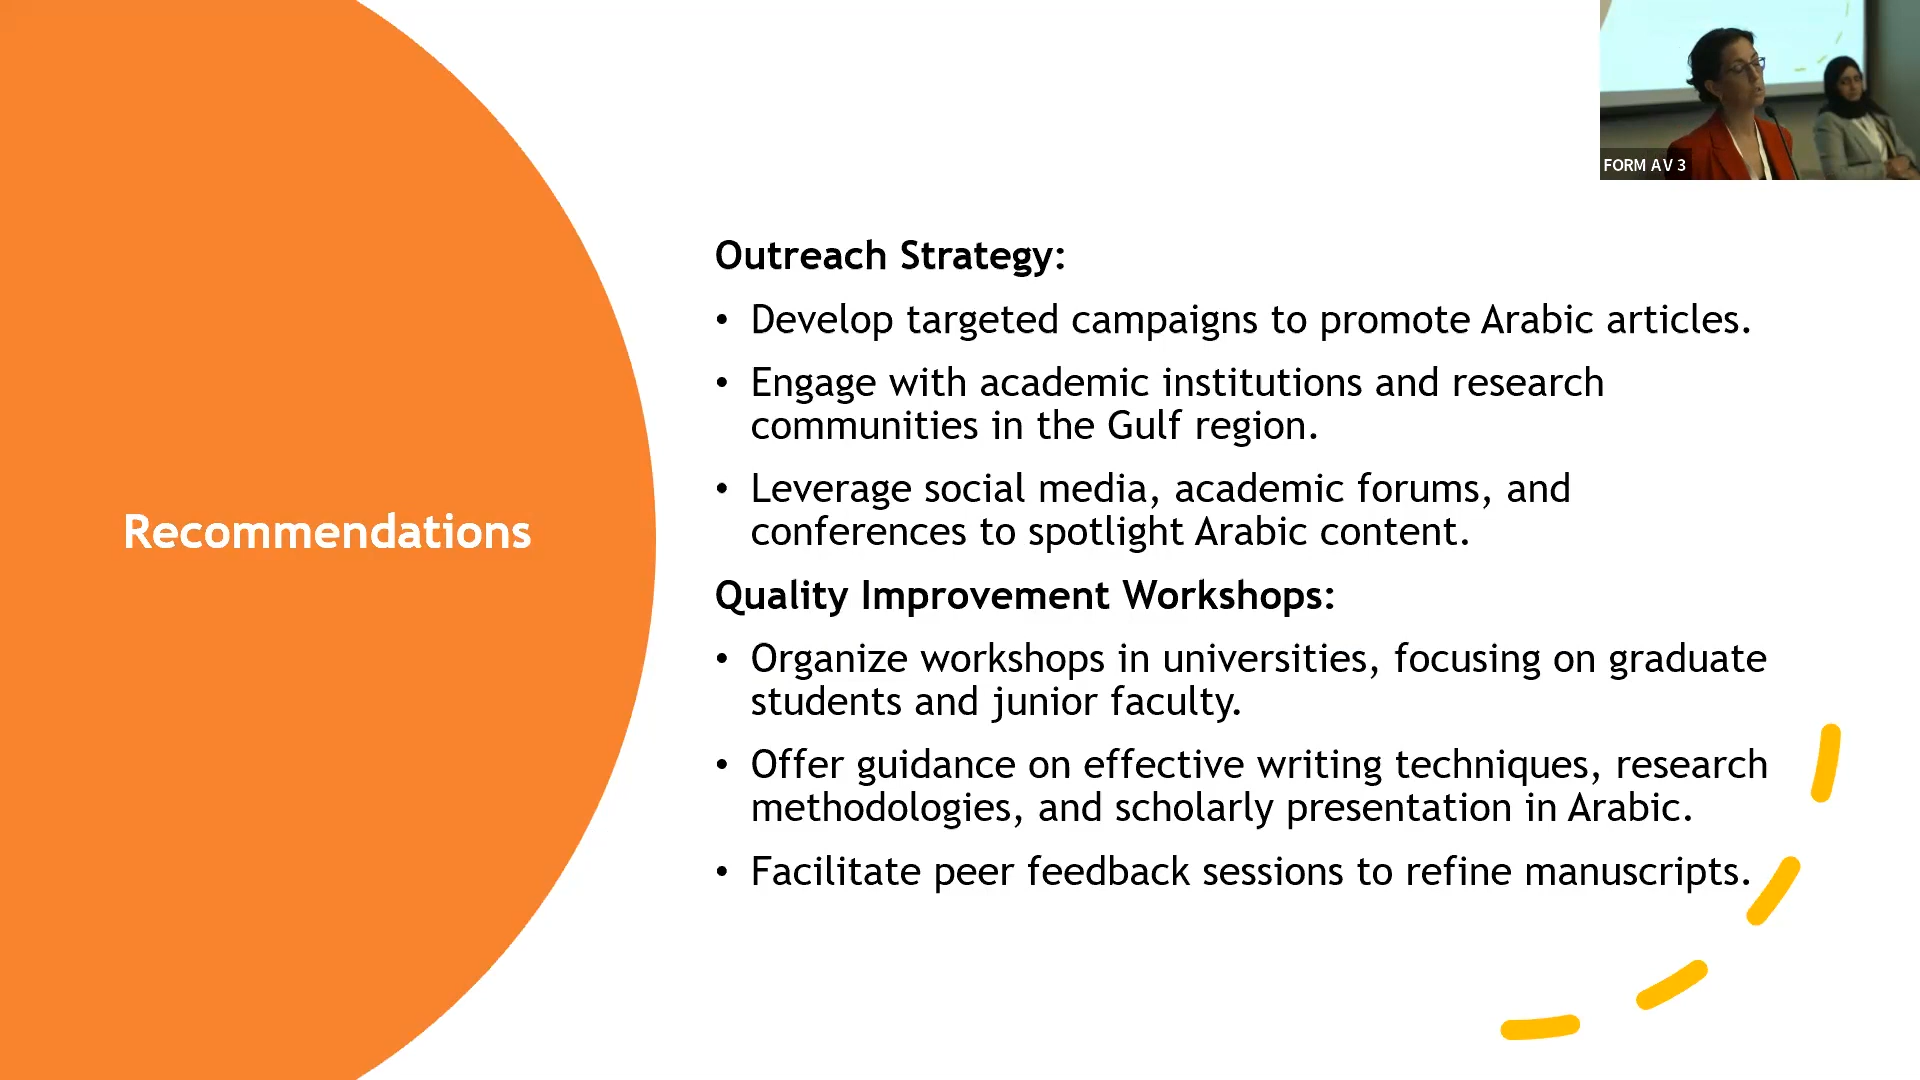 FORM AV 3
Recommendations
Outreach Strategy:
• Develop targeted campaigns to promote Arabic articles.
• Engage with academic institutions and research
communities in the Gulf region.
• Leverage social media, academic forums, and
conferences to spotlight Arabic content.
Quality Improvement Workshops:
• Organize workshops in universities, focusing on graduate
students and junior faculty.
• Offer guidance on effective writing techniques, research
methodologies, and scholarly presentation in Arabic.
• Facilitate peer feedback sessions to refine manuscripts.